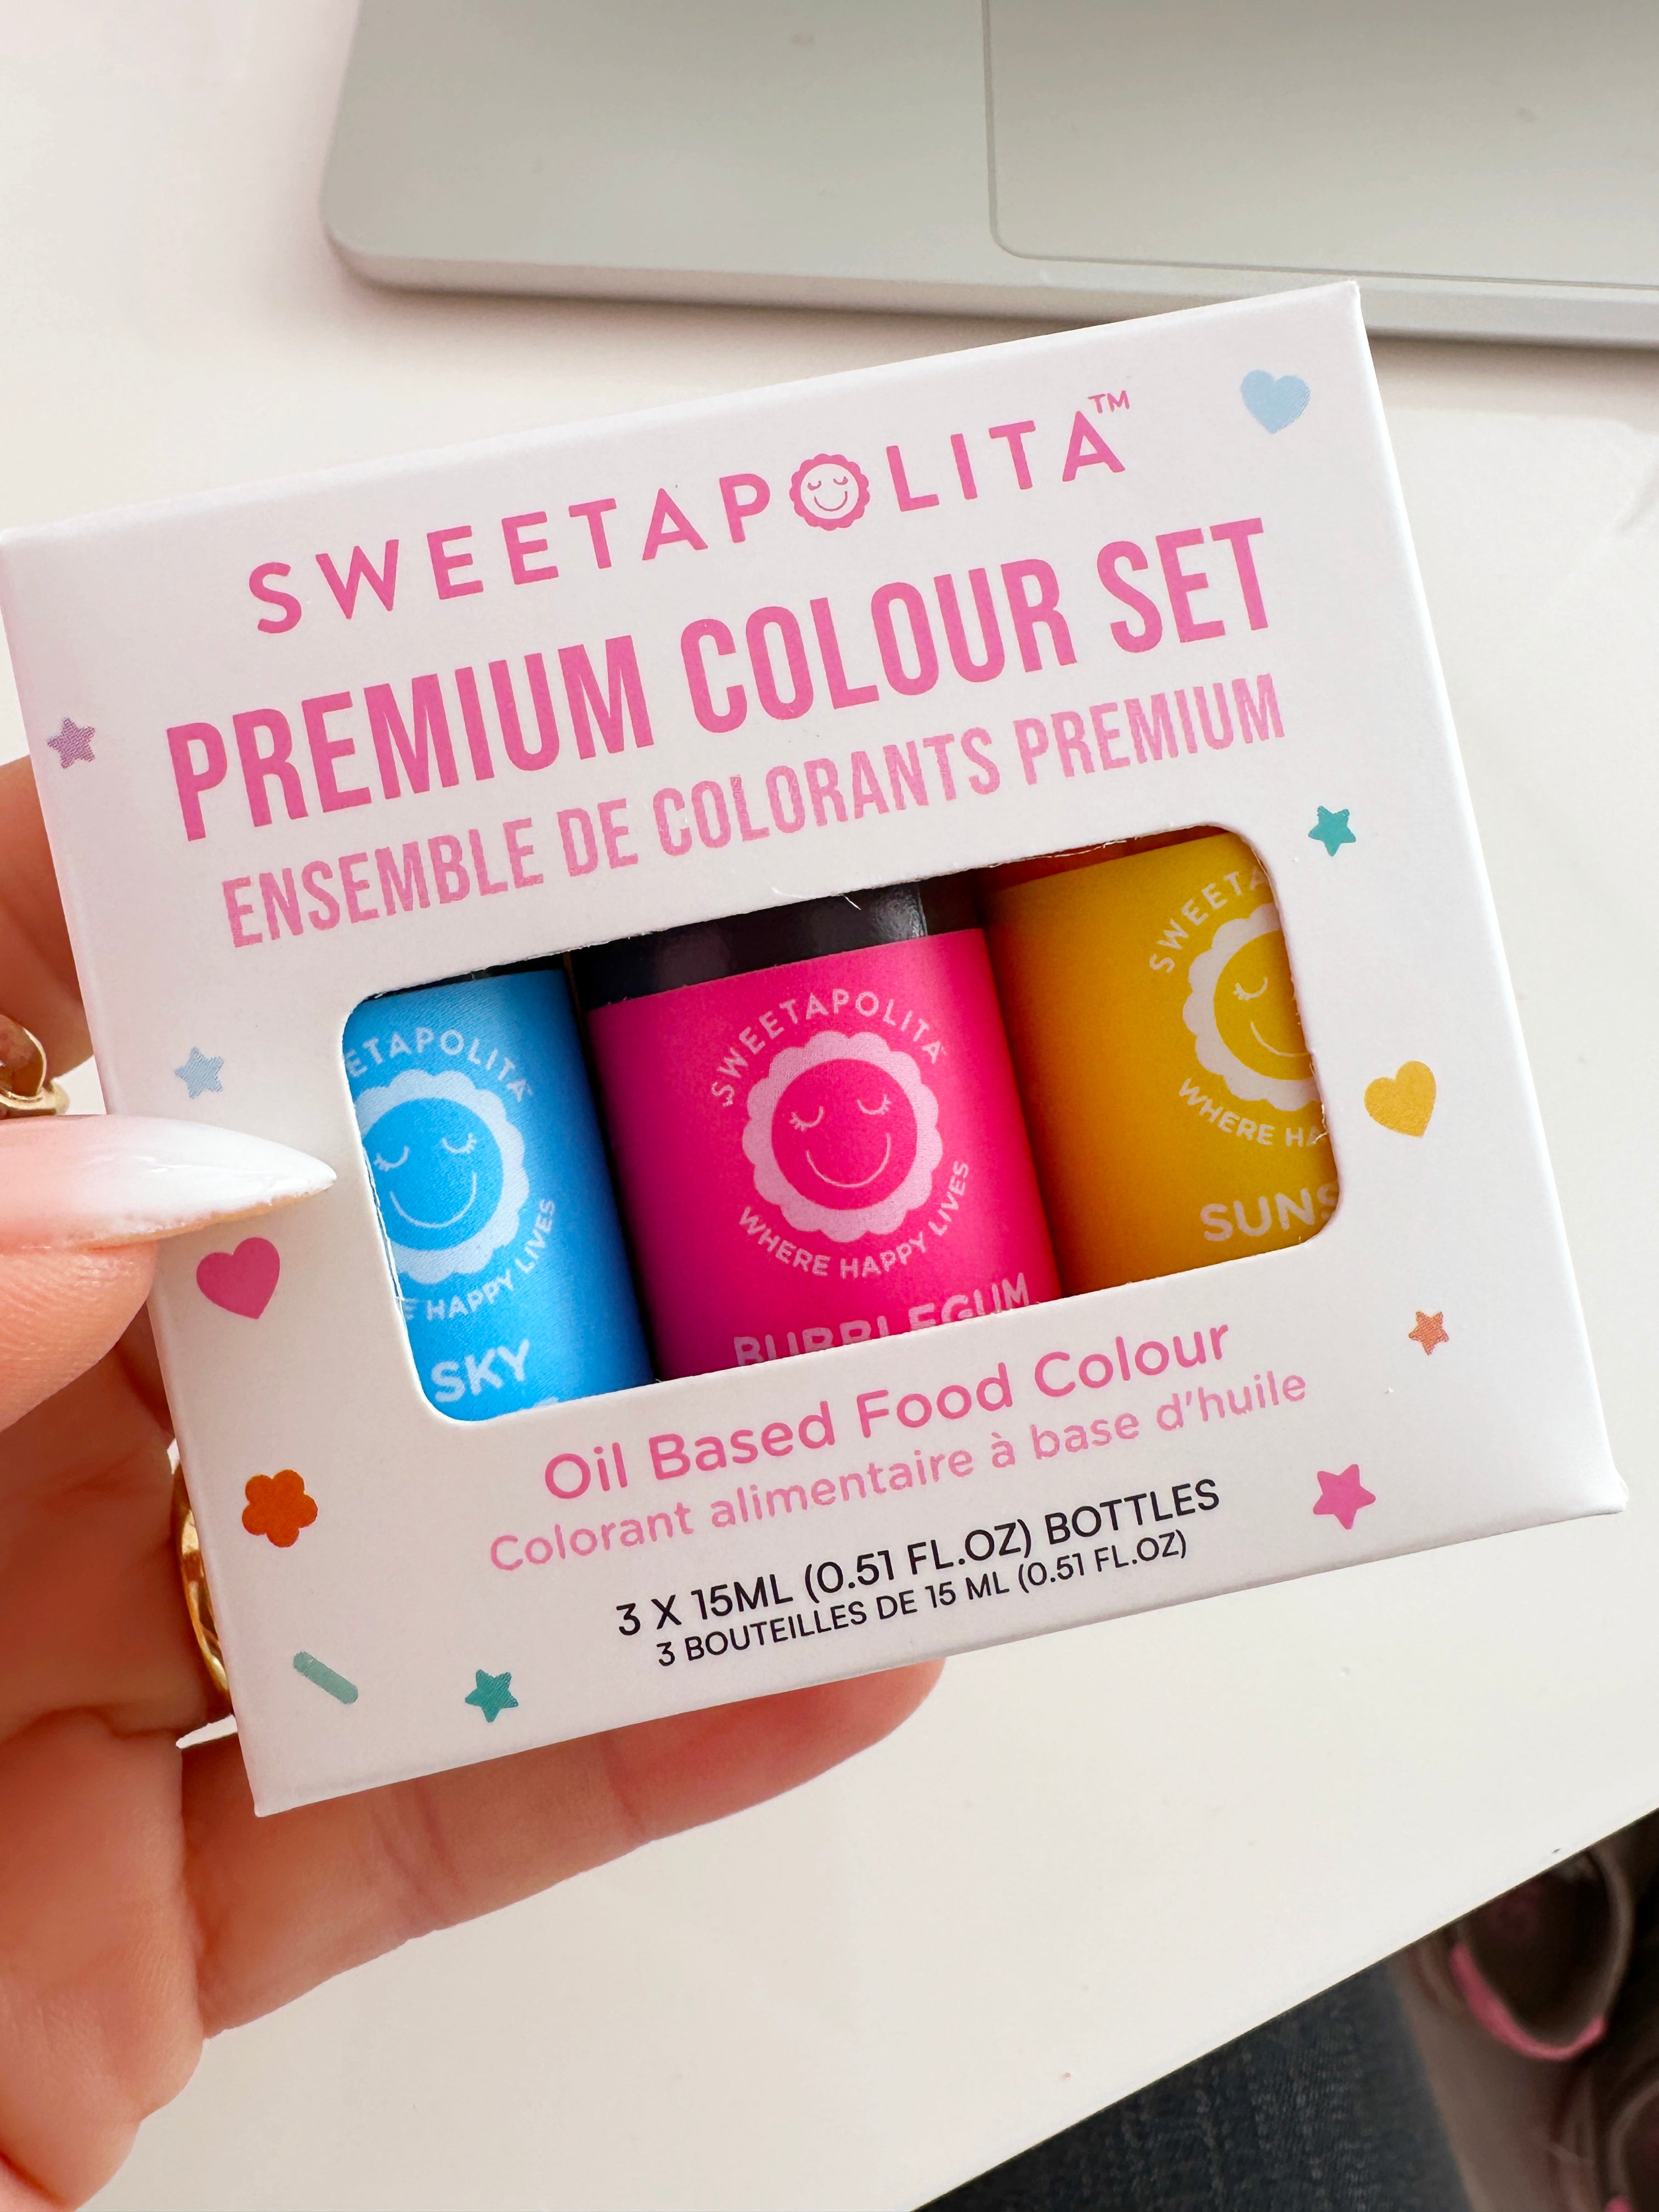 SWEETAPOLITA™
PREMIUM COLOUR SET
ENSEMBLE DE COLORANTS PREMIUM
ETAPOLITA
E HAPPY LIVES
SKY
SWEETAPOLITA
WHERE HAPPY LIVES
BUBBLEGUM
SWEETA
WHERE HA
SUNS
Oil Based Food Colour
Colorant alimentaire à base d'huile
3 X 15ML (0.51 FL.OZ) BOTTLES
3 BOUTEILLES DE 15 ML (0.51 FL.OZ)